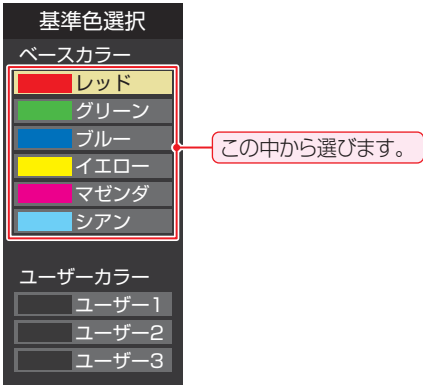 基準色選択
ベースカラー
レッド
グリーン
ブルー
イエロー
マゼンダ
シアン
この中から選びます。
ユーザーカラー
ユーザー1
ユーザー2
ユーザー3